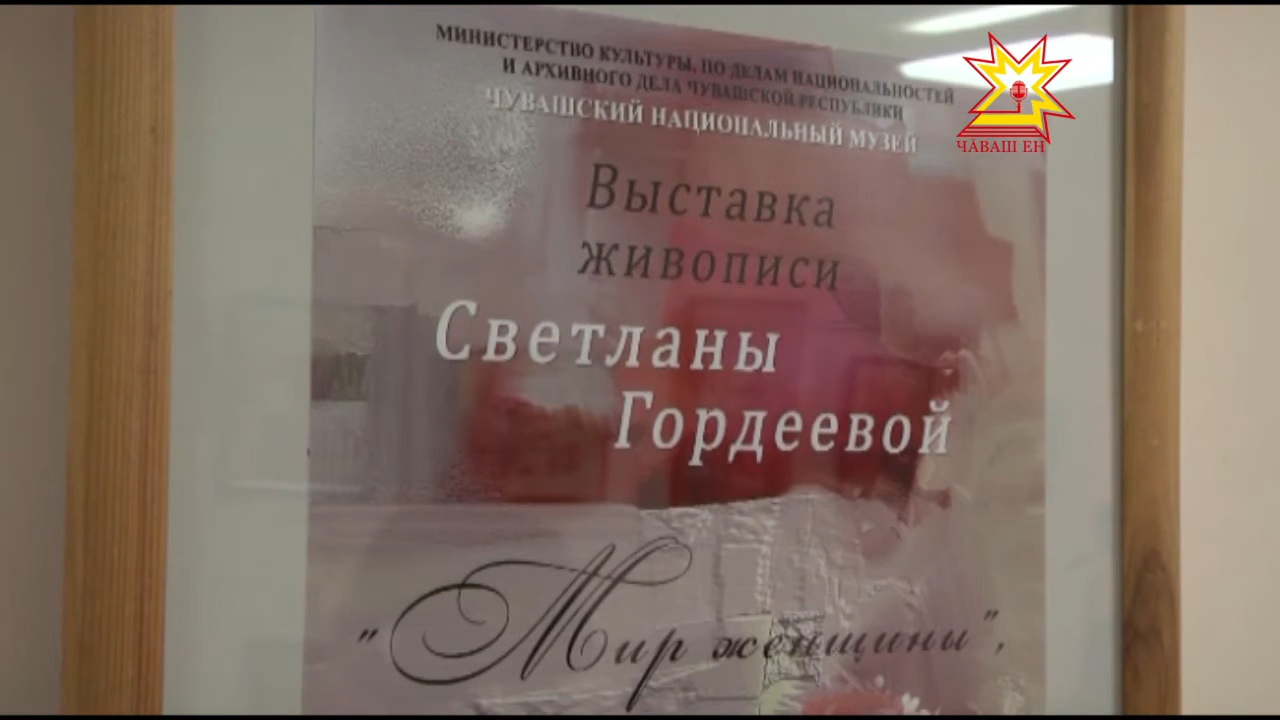 МИНИСТЕРСТВО КУЛЬТУРЫ, ПО ДЕЛАМ НАЦИОНАЛЬНОСТЕЙ
И АРХИВНОГО ДЕЛА ЧУВАШСКОЙ РЕСПУБЛИКИ
ЧУВАШСКИЙ НАЦИОНАЛЬНЫЙ МУЗЕЙ
ЧӐВАШ ЕН
Выставка
живописи
Светланы
Гордеевой
"Мир женщины",